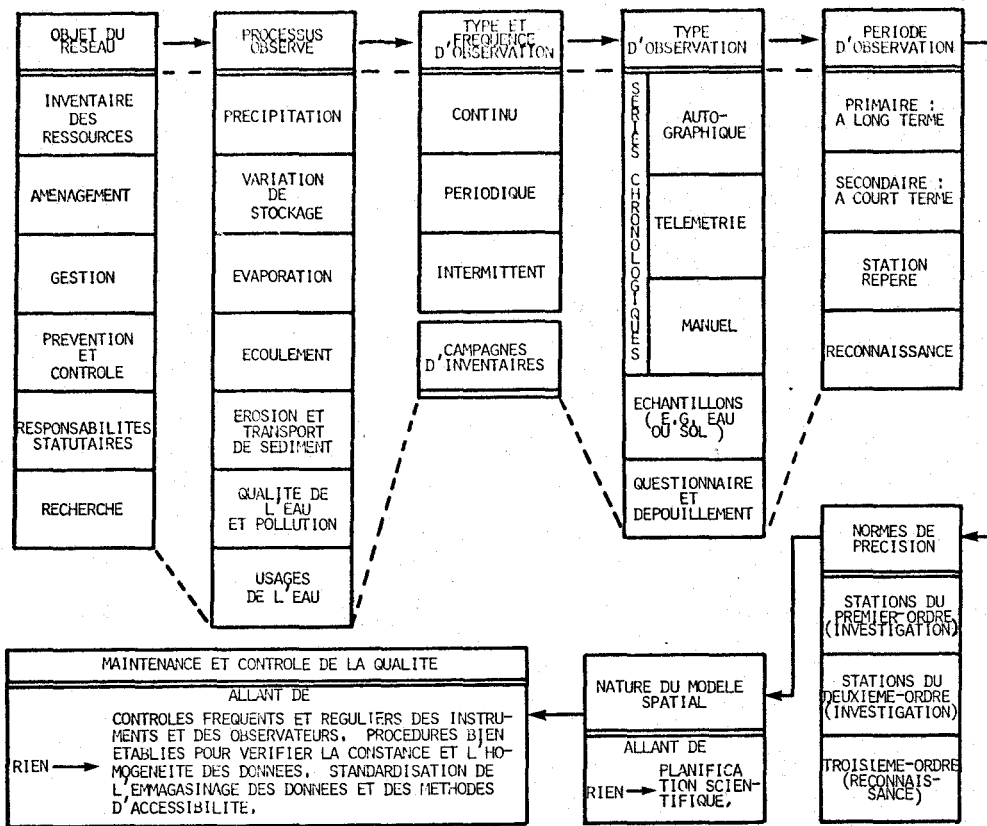 OBJET DU
RESEAU
INVENTAIRE
DES
RESSOURCES
AMENAGEMENT
GESTION
PREVENTION
ET
CONTROLE
RESPONSABILITES
STATUTAIRES
RECHERCHE
PROCESSUS
OBSERVE
PRECIPITATION
VARIATION
DE
STOCKAGE
EVAPORATION
ECOULEMENT
EROSION ET
TRANSPORT
DE SEDIMENT
QUALITE DE
L'EAU
ET POLLUTION
USAGES
DE L'EAU
TYPE ET
FREQUENCE
D'OBSERVATION
CONTINU
PERIODIQUE
INTERMITTENT
CAMPAGNES
D'INVENTAIRES
TYPE
D'OBSERVATION
SERIES CHRONOLOGIQUES
AUTO-
GRAPHIQUE
TELEMETRIE
MANUEL
ECHANTILLONS
( E.G. EAU
OU SOL )
QUESTIONNAIRE
ET
DEPOUILLEMENT
PERIODE
D'OBSERVATION
PRIMAIRE :
A LONG TERME
SECONDAIRE :
A COURT TERME
STATION
REPERE
RECONNAISSANCE
NORMES DE
PRECISION
STATIONS DU
PREMIER-ORDRE
(INVESTIGATION)
STATIONS DU
DEUXIEME-ORDRE
(INVESTIGATION)
TROISIEME-ORDRE
(RECONNAIS-
SANCE)
NATURE DU MODELE
SPATIAL
ALLANT DE
RIEN PLANIFICA
TION SCIEN-
TIFIQUE.
MAINTENANCE ET CONTROLE DE LA QUALITE
ALLANT DE
CONTROLES FREQUENTS ET REGULIERS DES INSTRU-
MENTS ET DES OBSERVATEURS. PROCEDURES BIEN
ETABLIES POUR VERIFIER LA CONSTANCE ET L'HO-
RIEN MOGENEITE DES DONNEES. STANDARDISATION DE
L'EMMAGASINAGE DES DONNEES ET DES METHODES
D'ACCESSIBILITE.